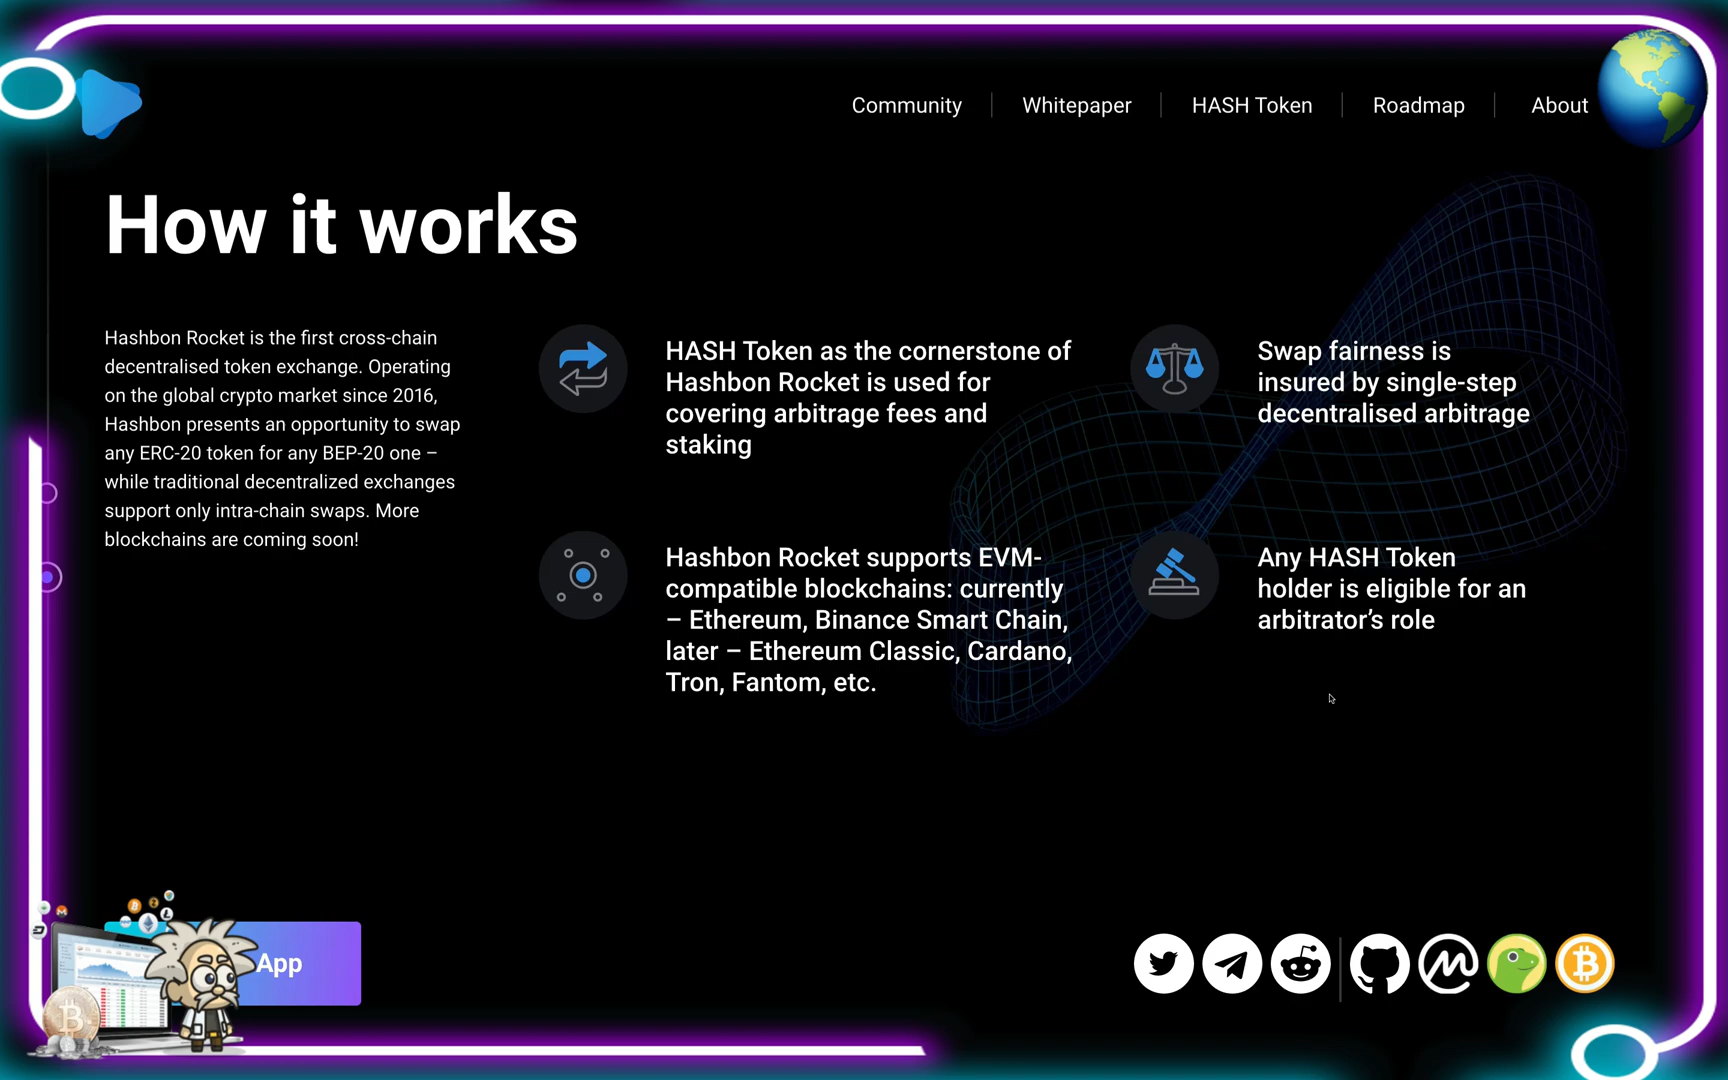 Community
Whitepaper
HASH Token
Roadmap
About
How it works
Hashbon Rocket is the first cross-chain
decentralised token exchange. Operating
on the global crypto market since 2016,
Hashbon presents an opportunity to swap
any ERC-20 token for any BEP-20 one –
while traditional decentralized exchanges
support only intra-chain swaps. More
blockchains are coming soon!
HASH Token as the cornerstone of
Hashbon Rocket is used for
covering arbitrage fees and
staking
Swap fairness is
insured by single-step
decentralised arbitrage
Hashbon Rocket supports EVM-
compatible blockchains: currently
– Ethereum, Binance Smart Chain,
later – Ethereum Classic, Cardano,
Tron, Fantom, etc.
Any HASH Token
holder is eligible for an
arbitrator’s role
App